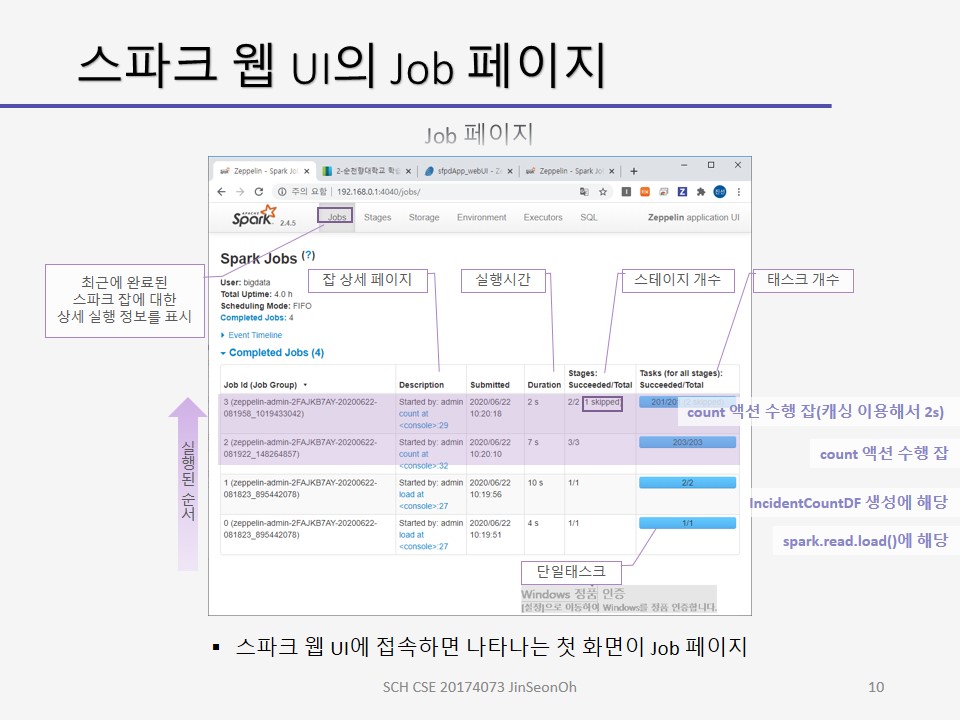 스파크 웹 UI의 Job 페이지
Job 페이지
Zeppelin - Spark Jo
2-순천향대학교 학습
sfpdApp_webUI - Z
Zeppelin - Spark Jo
주의 요함 | 192.168.0.1:4040/jobs/
APACHE Spark 2.4.5
Jobs Stages Storage Environment Executors SQL
Zeppelin application UI
Spark Jobs (?)
User: bigdata
Total Uptime: 4.0 h
Scheduling Mode: FIFO
Completed Jobs: 4
Event Timeline
Completed Jobs (4)
최근에 완료된
스파크 잡에 대한
상세 실행 정보를 표시
잡 상세 페이지
실행시간
스테이지 개수
태스크 개수
Job Id (Job Group) Description Submitted Duration Stages: Succeeded/Total Tasks (for all stages): Succeeded/Total
3 (zeppelin-admin-2FAJKB7AY-20200622-
081958_1019433042)
Started by: admin
count at
<console>:29
2020/06/22
10:20:18
2 s
2/2 (1 skipped)
2 (zeppelin-admin-2FAJKB7AY-20200622-
081922_148264857)
Started by: admin
count at
<console>:32
2020/06/22
10:20:10
7 s
3/3
203/203
1 (zeppelin-admin-2FAJKB7AY-20200622-
081823_895442078)
Started by: admin
load at
<console>:27
2020/06/22
10:19:56
10 s
1/1
2/2
0 (zeppelin-admin-2FAJKB7AY-20200622-
081823_895442078)
Started by: admin
load at
<console>:27
2020/06/22
10:19:51
4 s
1/1
1/1
실행된 순서
count 액션 수행 잡(캐싱 이용해서 2s)
count 액션 수행 잡
IncidentCountDF 생성에 해당
spark.read.load()에 해당
단일태스크
Windows 정품 인증
[설정]으로 이동하여 Windows를 정품 인증합니다.
▪ 스파크 웹 UI에 접속하면 나타나는 첫 화면이 Job 페이지
SCH CSE 20174073 JinSeonOh
10